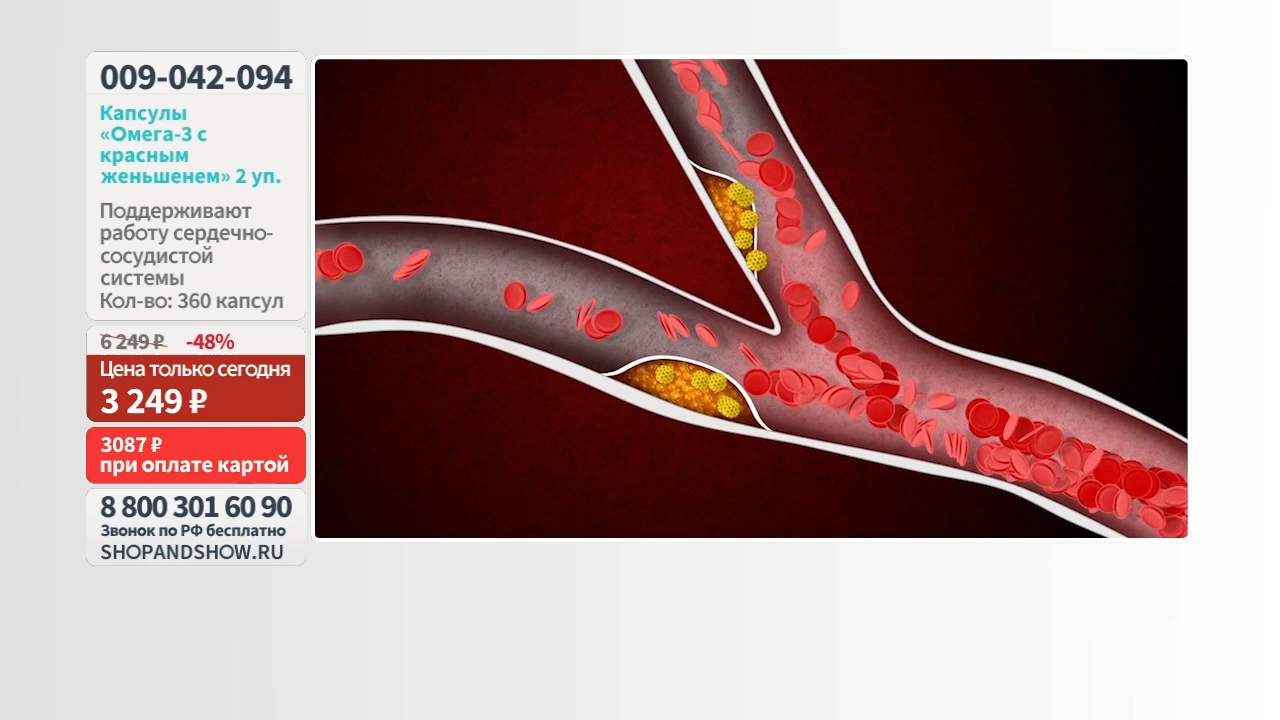 009-042-094
Капсулы
«Омега-3 с
красным
женьшенем» 2 уп.
Поддерживают
работу сердечно-
сосудистой
системы
Кол-во: 360 капсул
6 249 ₽ -48%
Цена только сегодня
3 249 ₽
3087 ₽
при оплате картой
8 800 301 60 90
Звонок по РФ бесплатно
SHOPANDSHOW.RU